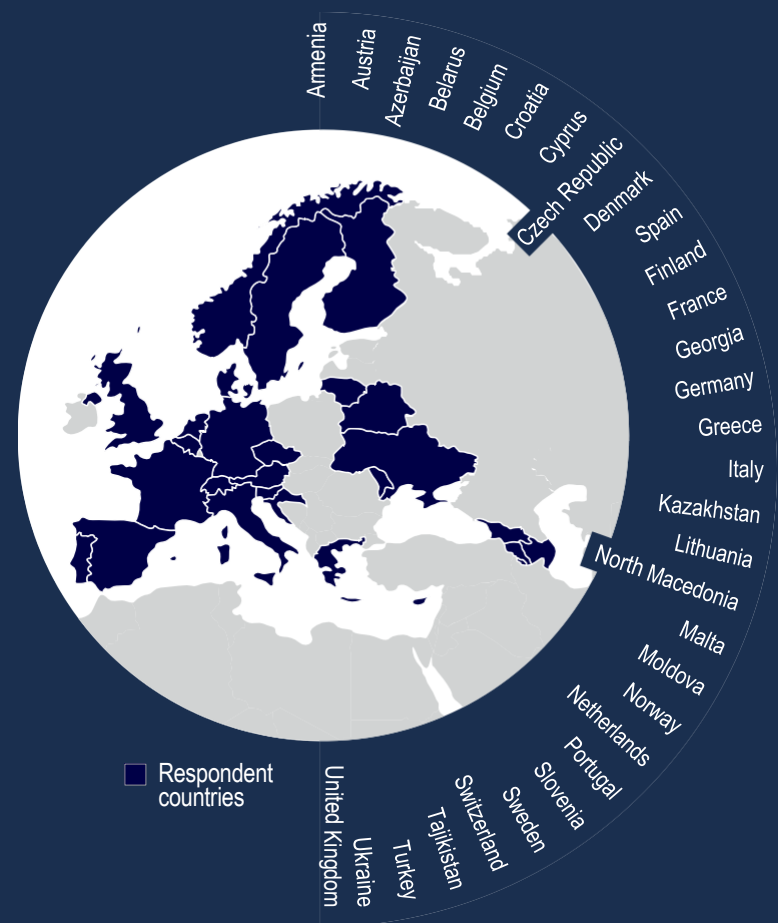 Armenia
Austria
Azerbaijan
Belarus
Belgium
Croatia
Cyprus
Czech Republic
Denmark
Spain
Finland
France
Georgia
Germany
Greece
Italy
Kazakhstan
Lithuania
North Macedonia
Malta
Moldova
Norway
Netherlands
Portugal
Slovenia
Sweden
Switzerland
Tajikistan
Turkey
Ukraine
United Kingdom
Respondent
countries